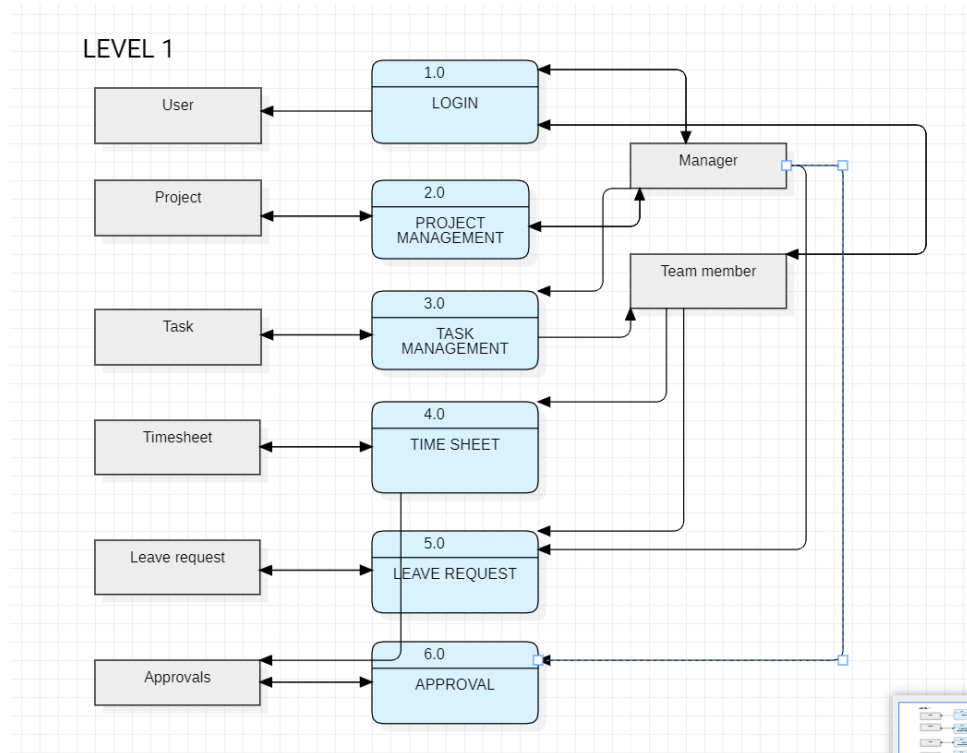 LEVEL 1
1.0
User
LOGIN
Manager
2.0
Project
PROJECT
MANAGEMENT
Team member
3.0
Task
TASK
MANAGEMENT
4.0
Timesheet
TIME SHEET
5.0
Leave request
LEAVE REQUEST
6.0
Approvals
APPROVAL